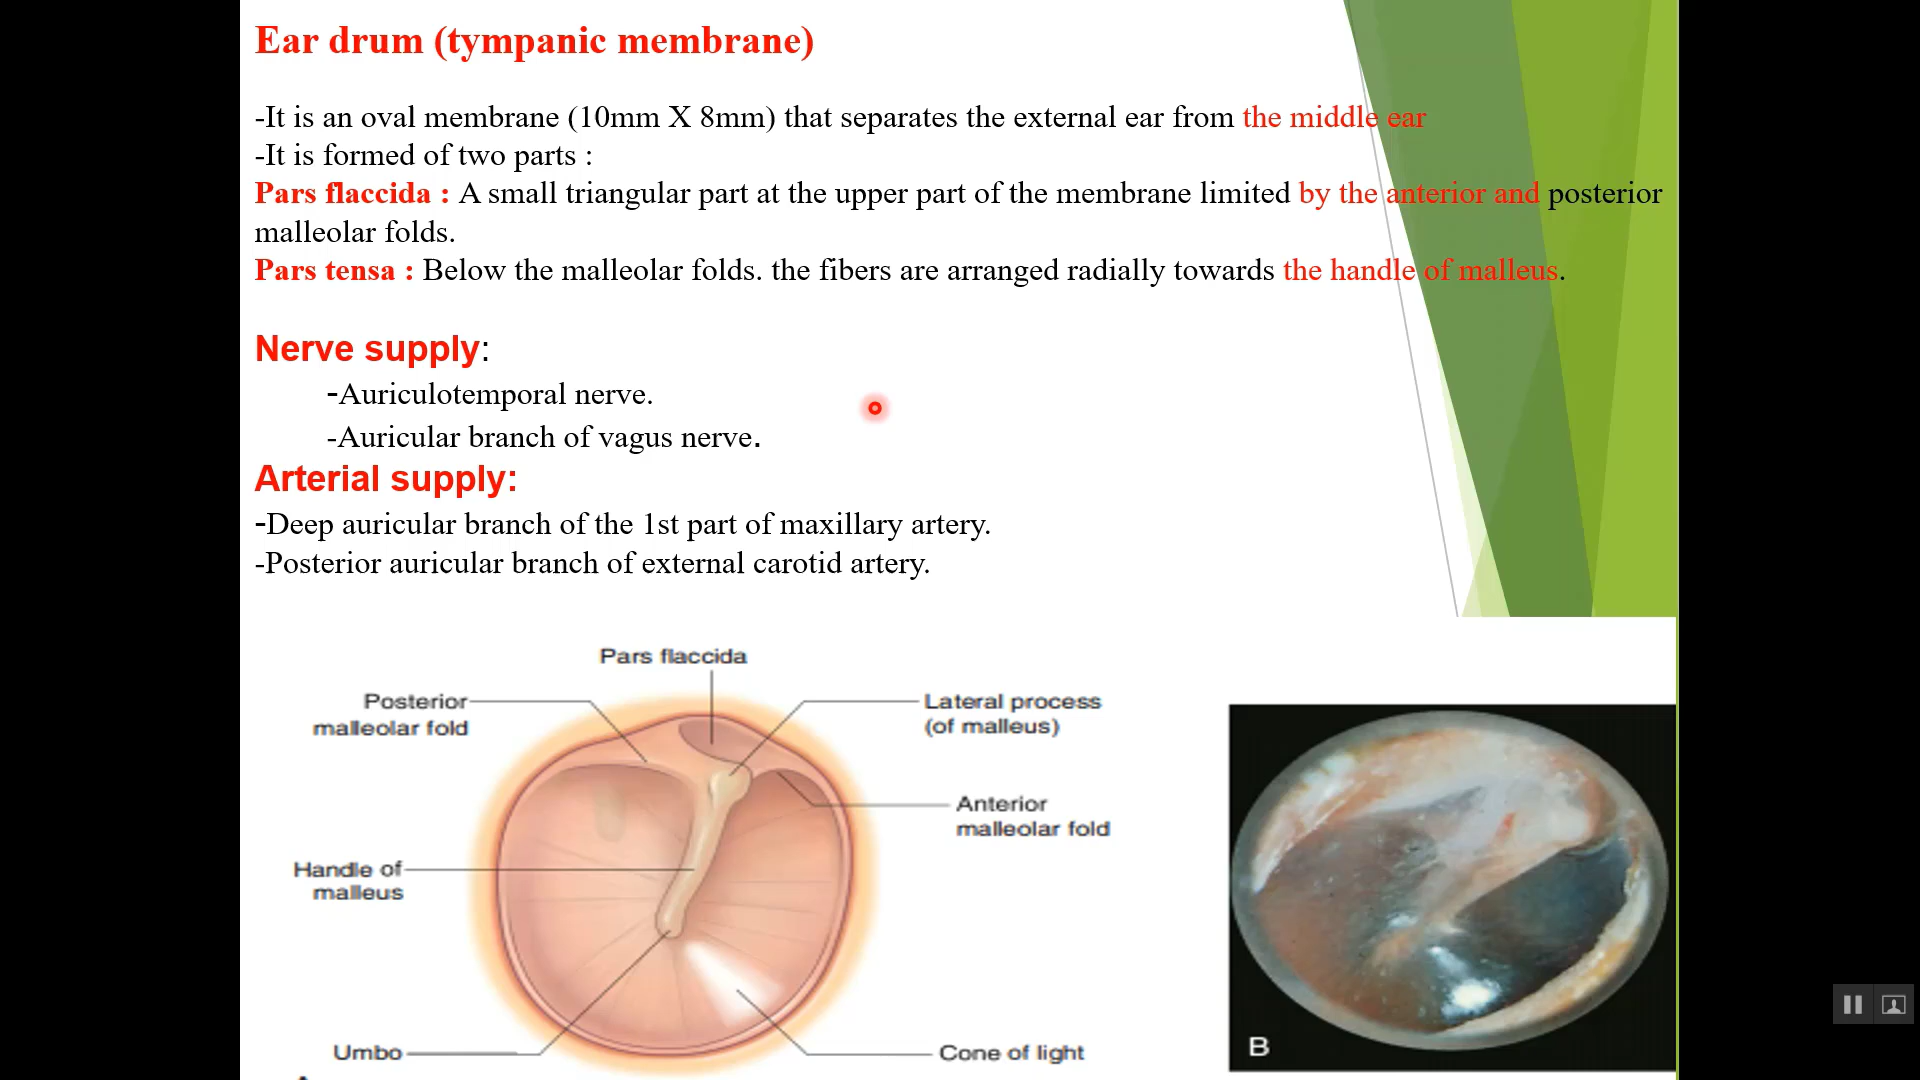 Ear drum (tympanic membrane)
-It is an oval membrane (10mm X 8mm) that separates the external ear from the middle ear
-It is formed of two parts :
Pars flaccida : A small triangular part at the upper part of the membrane limited by the anterior and posterior
malleolar folds.
Pars tensa : Below the malleolar folds. the fibers are arranged radially towards the handle of malleus.
Nerve supply:
-Auriculotemporal nerve.
-Auricular branch of vagus nerve.
Arterial supply:
-Deep auricular branch of the 1st part of maxillary artery.
-Posterior auricular branch of external carotid artery.
Pars flaccida
Posterior
malleolar fold
Lateral process
(of malleus)
Anterior
malleolar fold
Handle of
malleus
Umbo
Cone of light
B